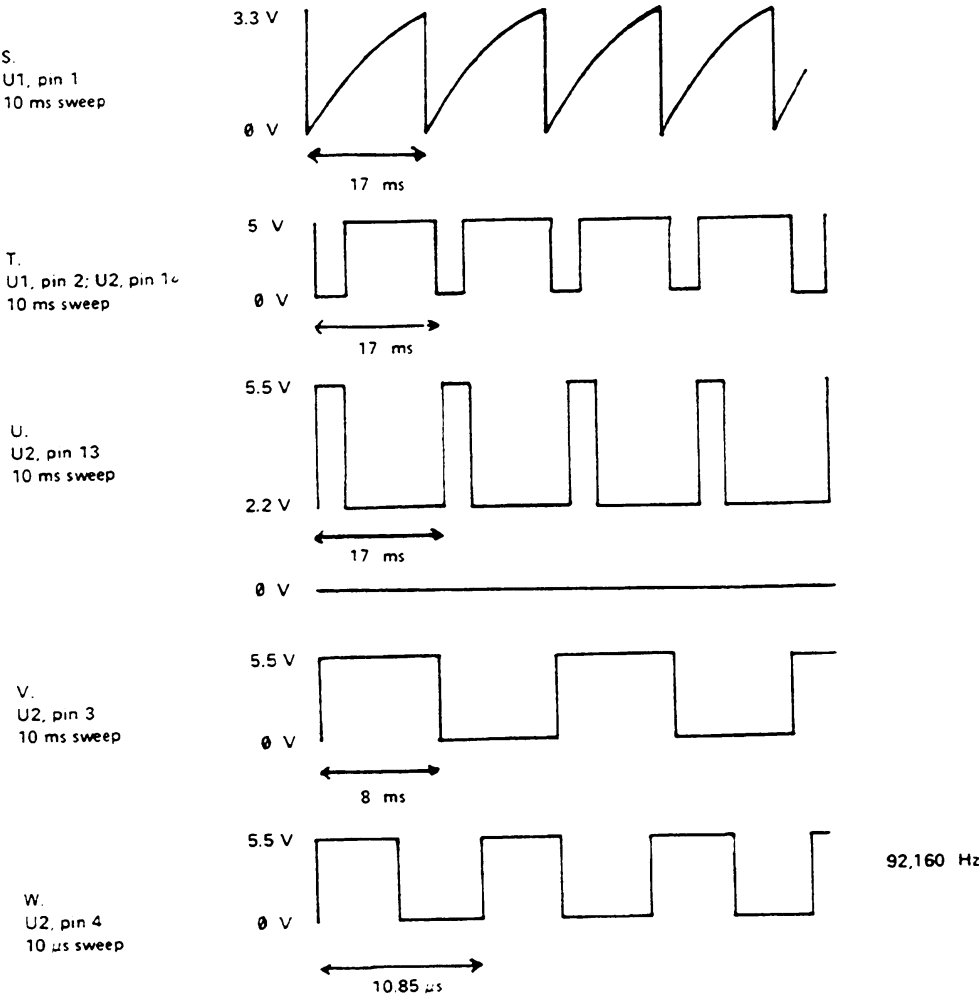 3.3 V
S.
U1, pin 1
10 ms sweep
0 V
17 ms
5 V
T.
U1, pin 2; U2, pin
10 ms sweep
0 V
17 ms
5.5 V
U.
U2, pin 13
10 ms sweep
2.2 V
17 ms
0 V
5.5 V
V.
U2, pin 3
10 ms sweep
0 V
8 ms
5.5 V
92,160 Hz
W.
U2, pin 4
10 µs sweep
0 V
10.85 µs